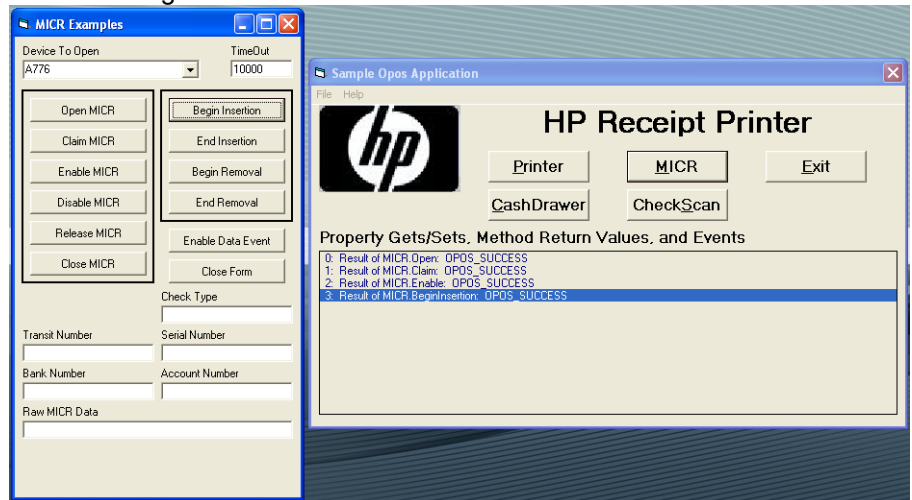 MICR Examples
Device To Open TimeOut
A776 10000
Open MICR Begin Insertion
Claim MICR End Insertion
Enable MICR Begin Removal
Disable MICR End Removal
Release MICR Enable Data Event
Close MICR Close Form
Check Type
Transit Number Serial Number
Bank Number Account Number
Raw MICR Data
Sample Opos Application
File Help
hp HP Receipt Printer
Printer MICR Exit
CashDrawer CheckScan
Property Gets/Sets, Method Return Values, and Events
0: Result of MICR.Open: OPOS_SUCCESS
1: Result of MICR.Claim: OPOS_SUCCESS
2: Result of MICR.Enable: OPOS_SUCCESS
3: Result of MICR.BeginInsertion: OPOS_SUCCESS